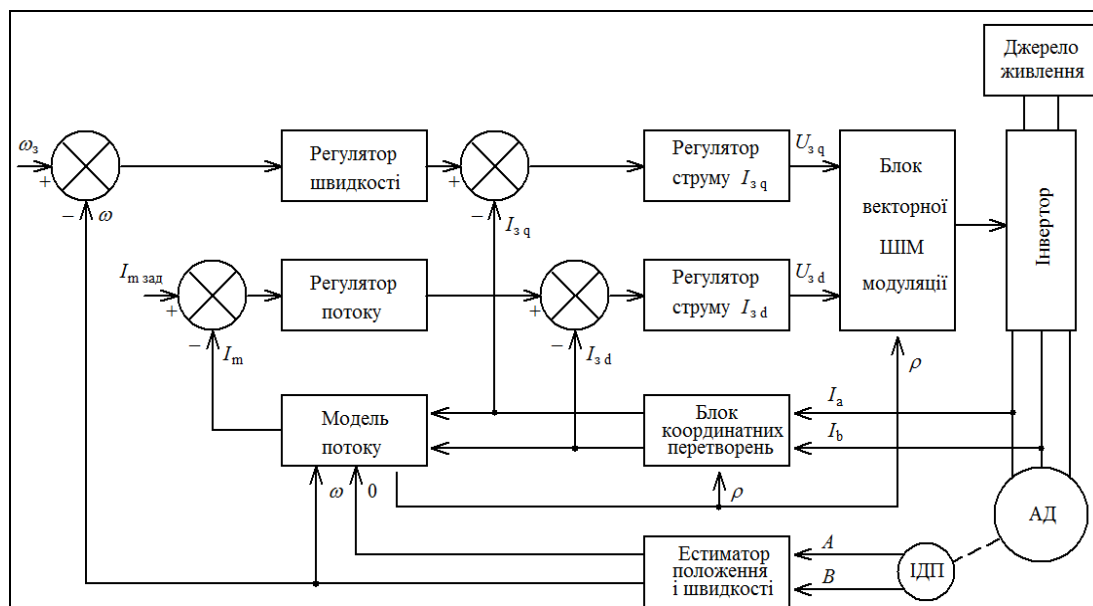 Джерело
живлення
ωз
+
−
ω
Регулятор
швидкості
+
−
I з q
Регулятор
струму I з q
U з q
Блок
векторної
ШІМ
модуляції
Інвертор
I m зад
+
−
I m
Регулятор
потоку
+
−
I з d
Регулятор
струму I з d
U з d
ρ
Модель
потоку
Блок
координатних
перетворень
I a
I b
ω
0
ρ
АД
Естиматор
положення
і швидкості
A
B
ІДП